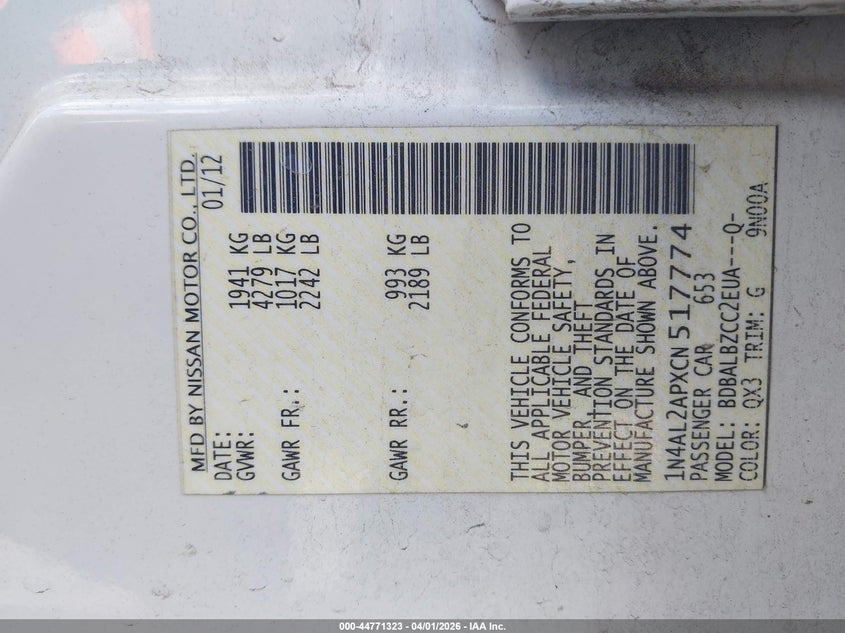 MFD BY NISSAN MOTOR CO., LTD.
DATE: 01/12
GVWR: 1941 KG
4279 LB
GAWR FR.: 1017 KG
2242 LB
GAWR RR.: 993 KG
2189 LB
THIS VEHICLE CONFORMS TO
ALL APPLICABLE FEDERAL
MOTOR VEHICLE SAFETY,
BUMPER, AND THEFT
PREVENTION STANDARDS IN
EFFECT ON THE DATE OF
MANUFACTURE SHOWN ABOVE.
1N4AL2APXCN517774
PASSENGER CAR 653
MODEL: BDBALBZCC2EUA---Q-
COLOR: QX3 TRIM: G 9N00A
000-44771323 - 04/01/2026 - IAA Inc.